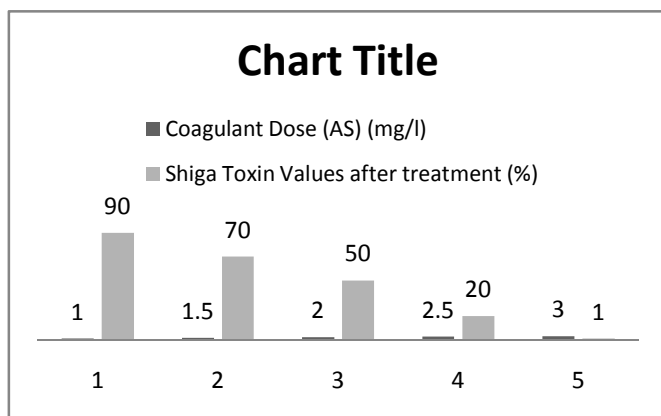 Chart Title
Coagulant Dose (AS) (mg/l)
Shiga Toxin Values after treatment (%)
1 90 1.5 70 2 50 2.5 20 3 1
1 2 3 4 5